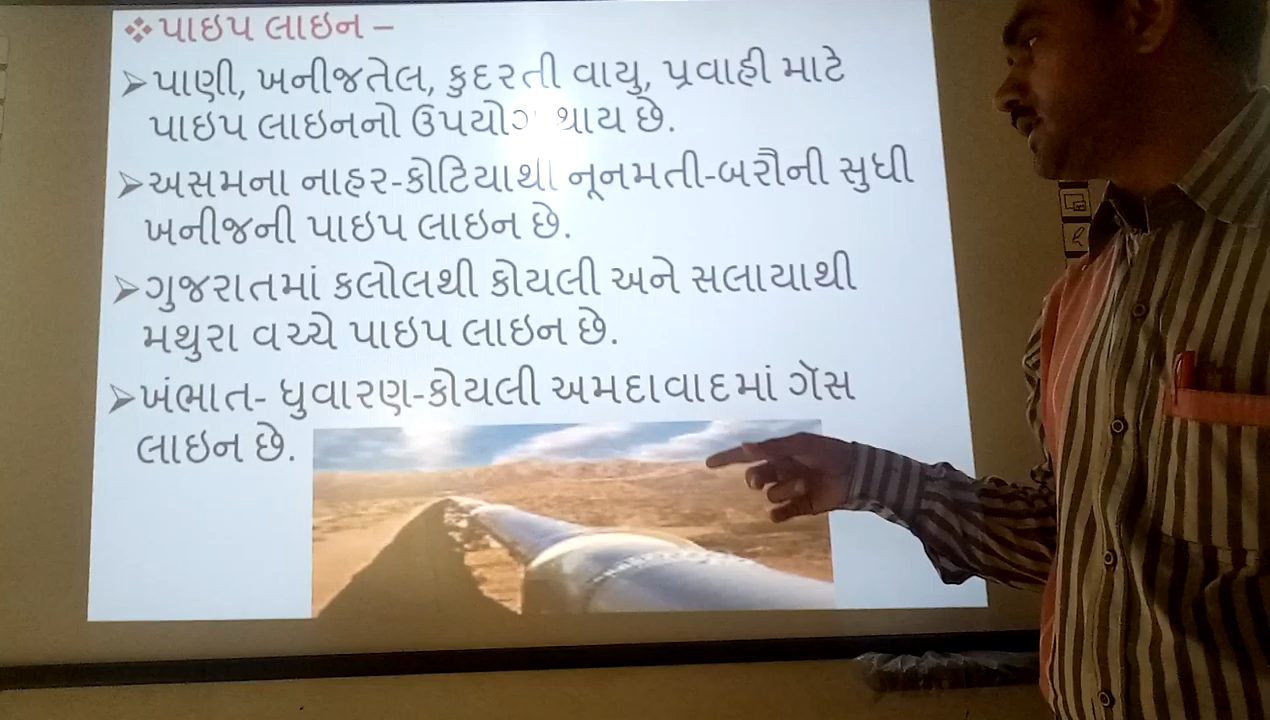 ❖પાઇપ લાઇન –
➢પાણી, ખનીજતેલ, કુદરતી વાયુ, પ્રવાહી માટે
પાઇપ લાઇનનો ઉપયોગ થાય છે.
➢અસમના નાહર-કોટિયાથી નૂનમતી-બરૌની સુધી
ખનીજની પાઇપ લાઇન છે.
➢ગુજરાતમાં કલોલથી કોયલી અને સલાયાથી
મથુરા વચ્ચે પાઇપ લાઇન છે.
➢ખંભાત- ધુવારણ-કોયલી અમદાવાદમાં ગૅસ
લાઇન છે.